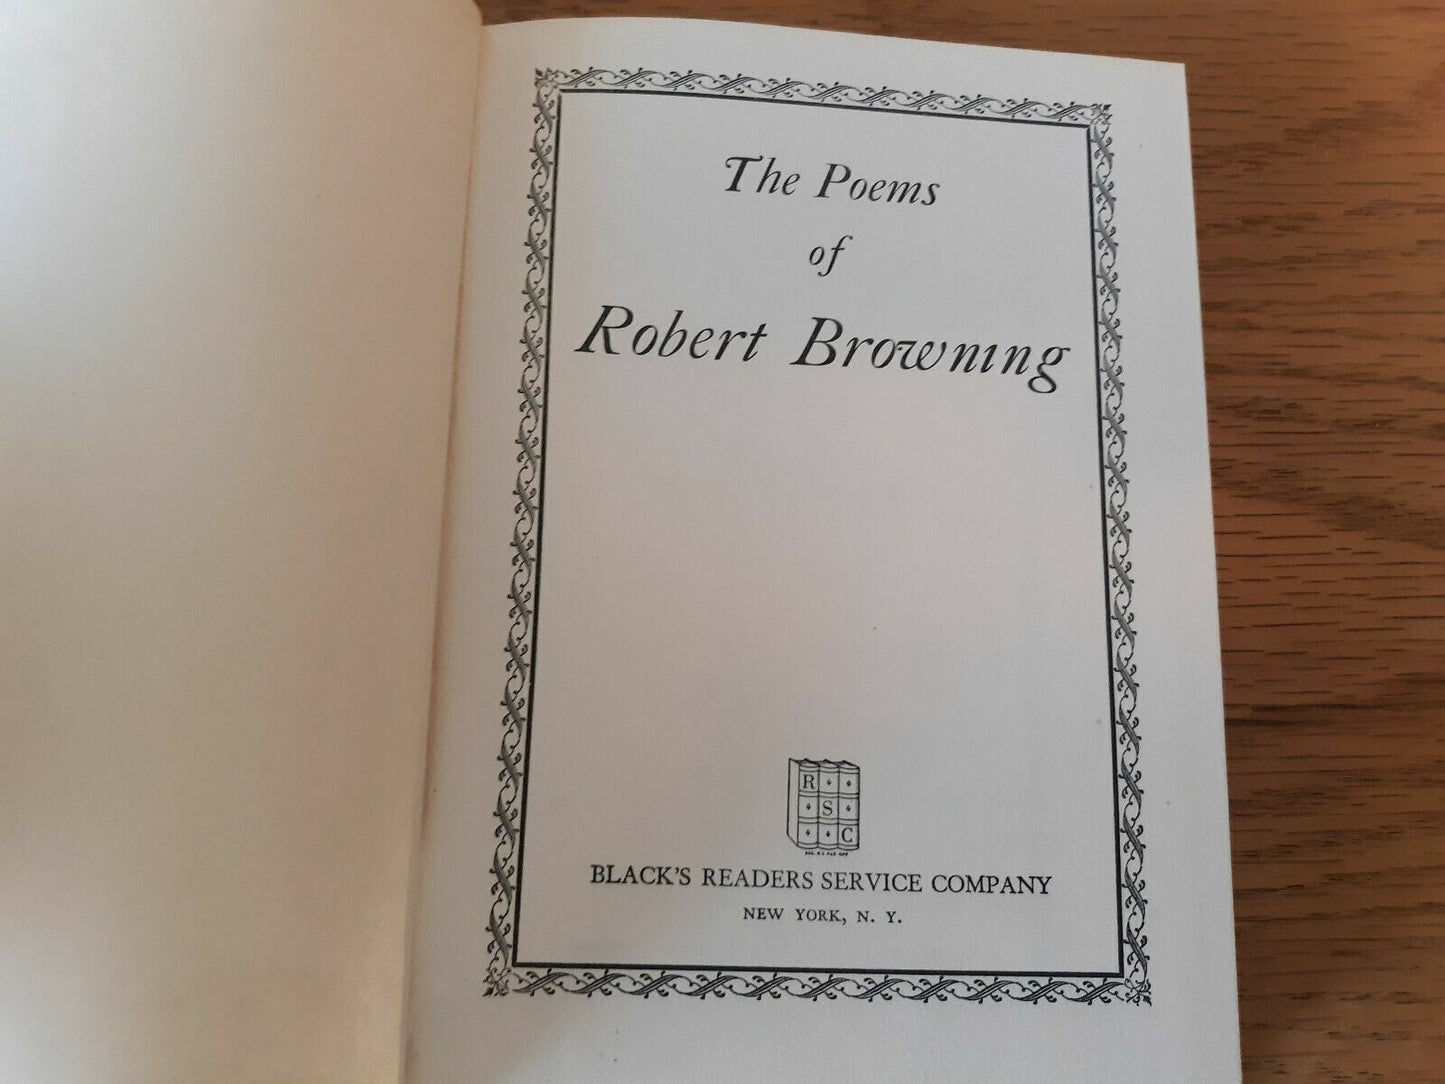 The Poems
of
Robert Browning
R
S
C
BLACK'S READERS SERVICE COMPANY
NEW YORK, N. Y.